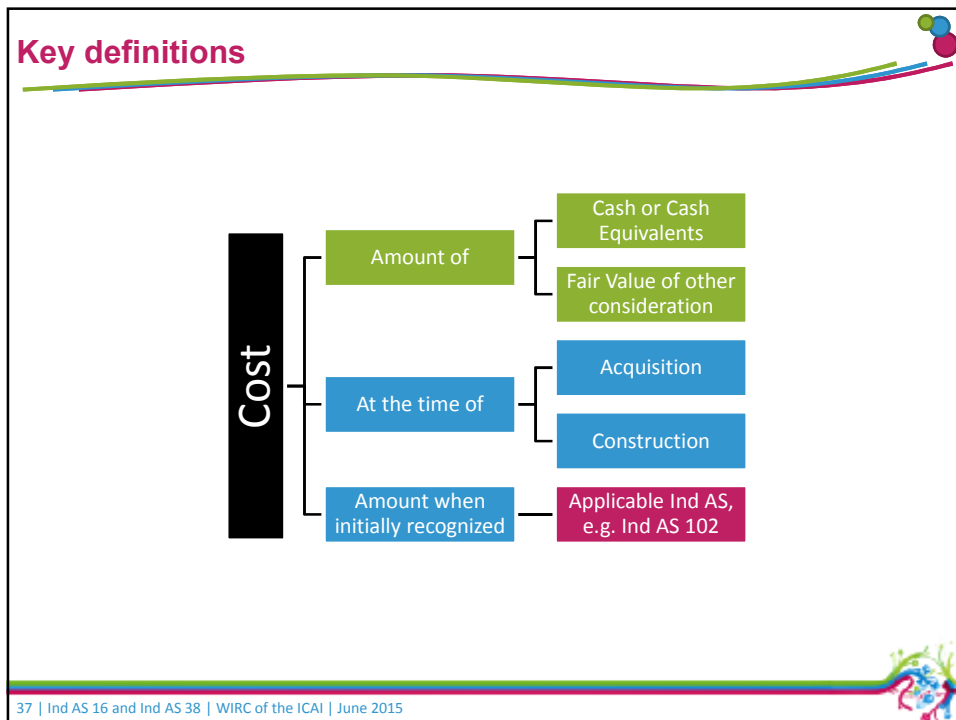 Key definitions
Cost
Amount of
Cash or Cash
Equivalents
Fair Value of other
consideration
At the time of
Acquisition
Construction
Amount when
initially recognized
Applicable Ind AS,
e.g. Ind AS 102
37 | Ind AS 16 and Ind AS 38 | WIRC of the ICAI | June 2015